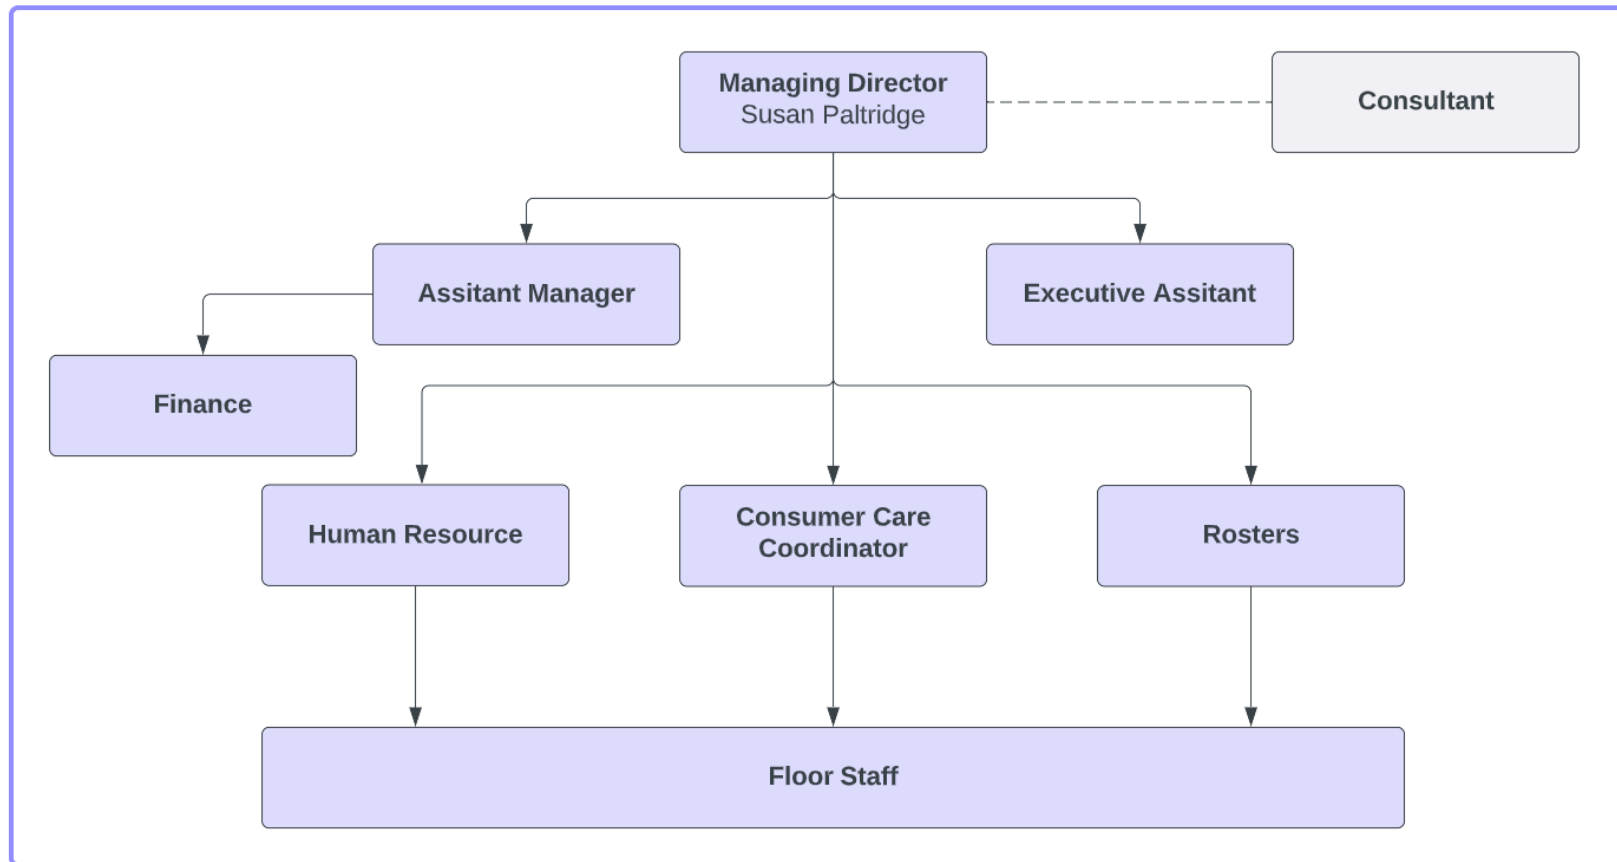 Managing Director
Susan Paltridge
Consultant
Assitant Manager
Executive Assitant
Finance
Human Resource
Consumer Care
Coordinator
Rosters
Floor Staff